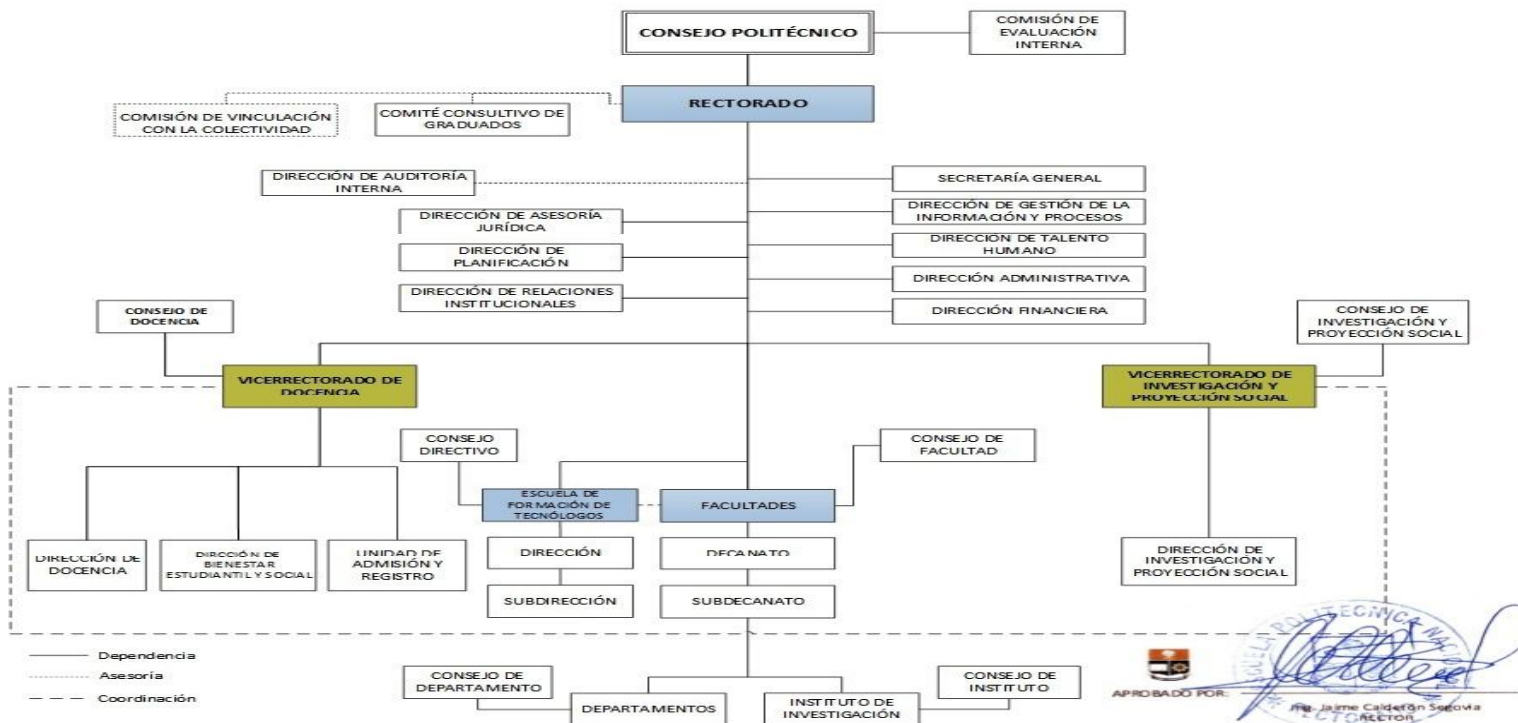 CONSEJO POLITÉCNICO
COMISIÓN DE
EVALUACIÓN
INTERNA
RECTORADO
COMISIÓN DE VINCULACIÓN
CON LA COLECTIVIDAD
COMITÉ CONSULTIVO DE
GRADUADOS
DIRECCIÓN DE AUDITORÍA
INTERNA
SECRETARÍA GENERAL
DIRECCIÓN DE ASESORÍA
JURÍDICA
DIRECCIÓN DE GESTIÓN DE LA
INFORMACIÓN Y PROCESOS
DIRECCIÓN DE
PLANIFICACIÓN
DIRECCIÓN DE TALENTO
HUMANO
DIRECCIÓN ADMINISTRATIVA
DIRECCIÓN DE RELACIONES
INSTITUCIONALES
DIRECCIÓN FINANCIERA
CONSEJO DE
DOCENCIA
CONSEJO DE
INVESTIGACIÓN Y
PROYECCIÓN SOCIAL
VICERRECTORADO DE
DOCENCIA
VICERRECTORADO DE
INVESTIGACIÓN Y
PROYECCIÓN SOCIAL
CONSEJO
DIRECTIVO
CONSEJO DE
FACULTAD
ESCUELA DE
FORMACIÓN DE
TECNÓLOGOS
FACULTADES
DIRECCIÓN DE
DOCENCIA
DIRCCIÓN DE
BIENESTAR
ESTUDIANTIL Y SOCIAL
UNIDAD DE
ADMISIÓN Y
REGISTRO
DIRECCIÓN
DECANATO
DIRECCIÓN DE
INVESTIGACIÓN Y
PROYECCIÓN SOCIAL
SUBDIRECCIÓN
SUBDECANATO
Dependencia
Asesoría
Coordinación
CONSEJO DE
DEPARTAMENTO
DEPARTAMENTOS
INSTITUTO DE
INVESTIGACIÓN
CONSEJO DE
INSTITUTO
ESCUELA POLITECNICA NACIONAL
APROBADO POR:
Ing. Jaime Calderón Segovia
RECTOR